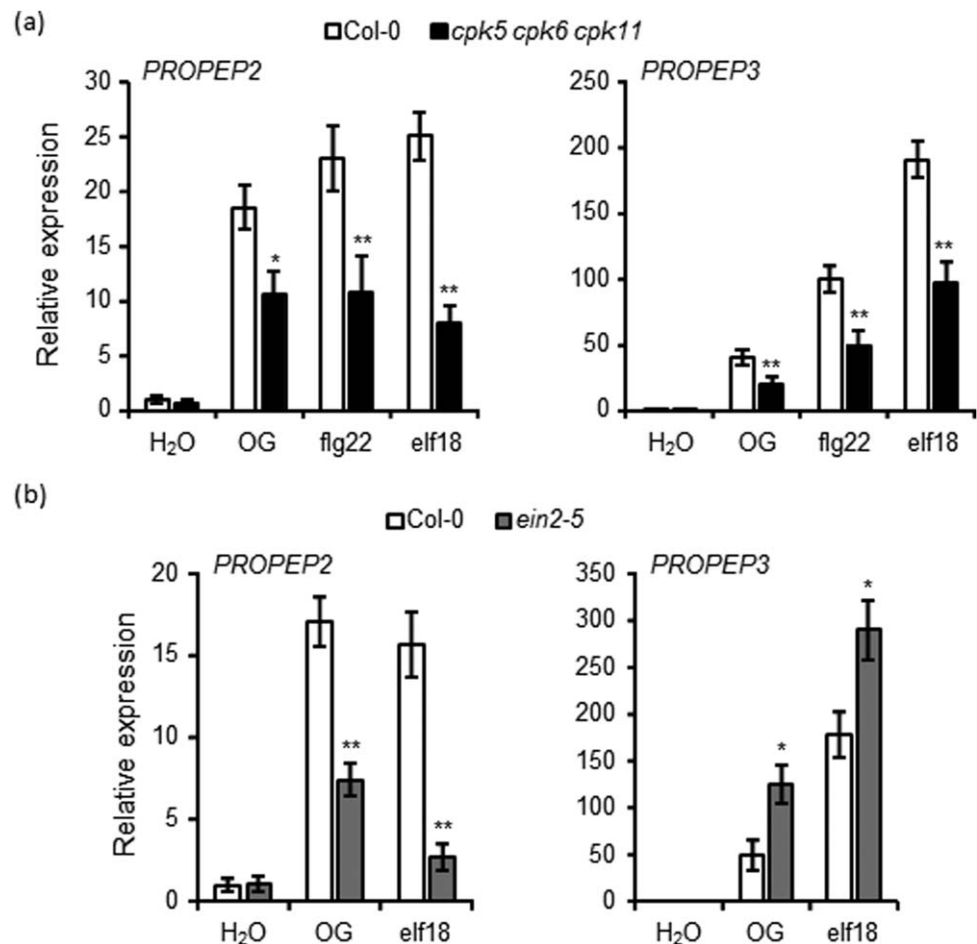 (a)
Col-0 cpk5 cpk6 cpk11
PROPEP2
Relative expression
30
25
20
15
10
5
0
*
**
**
H₂O OG flg22 elf18
PROPEP3
250
200
150
100
50
0
**
**
**
H₂O OG flg22 elf18
(b)
Col-0 ein2-5
PROPEP2
Relative expression
20
15
10
5
0
**
**
H₂O OG elf18
PROPEP3
350
300
250
200
150
100
50
0
*
*
H₂O OG elf18